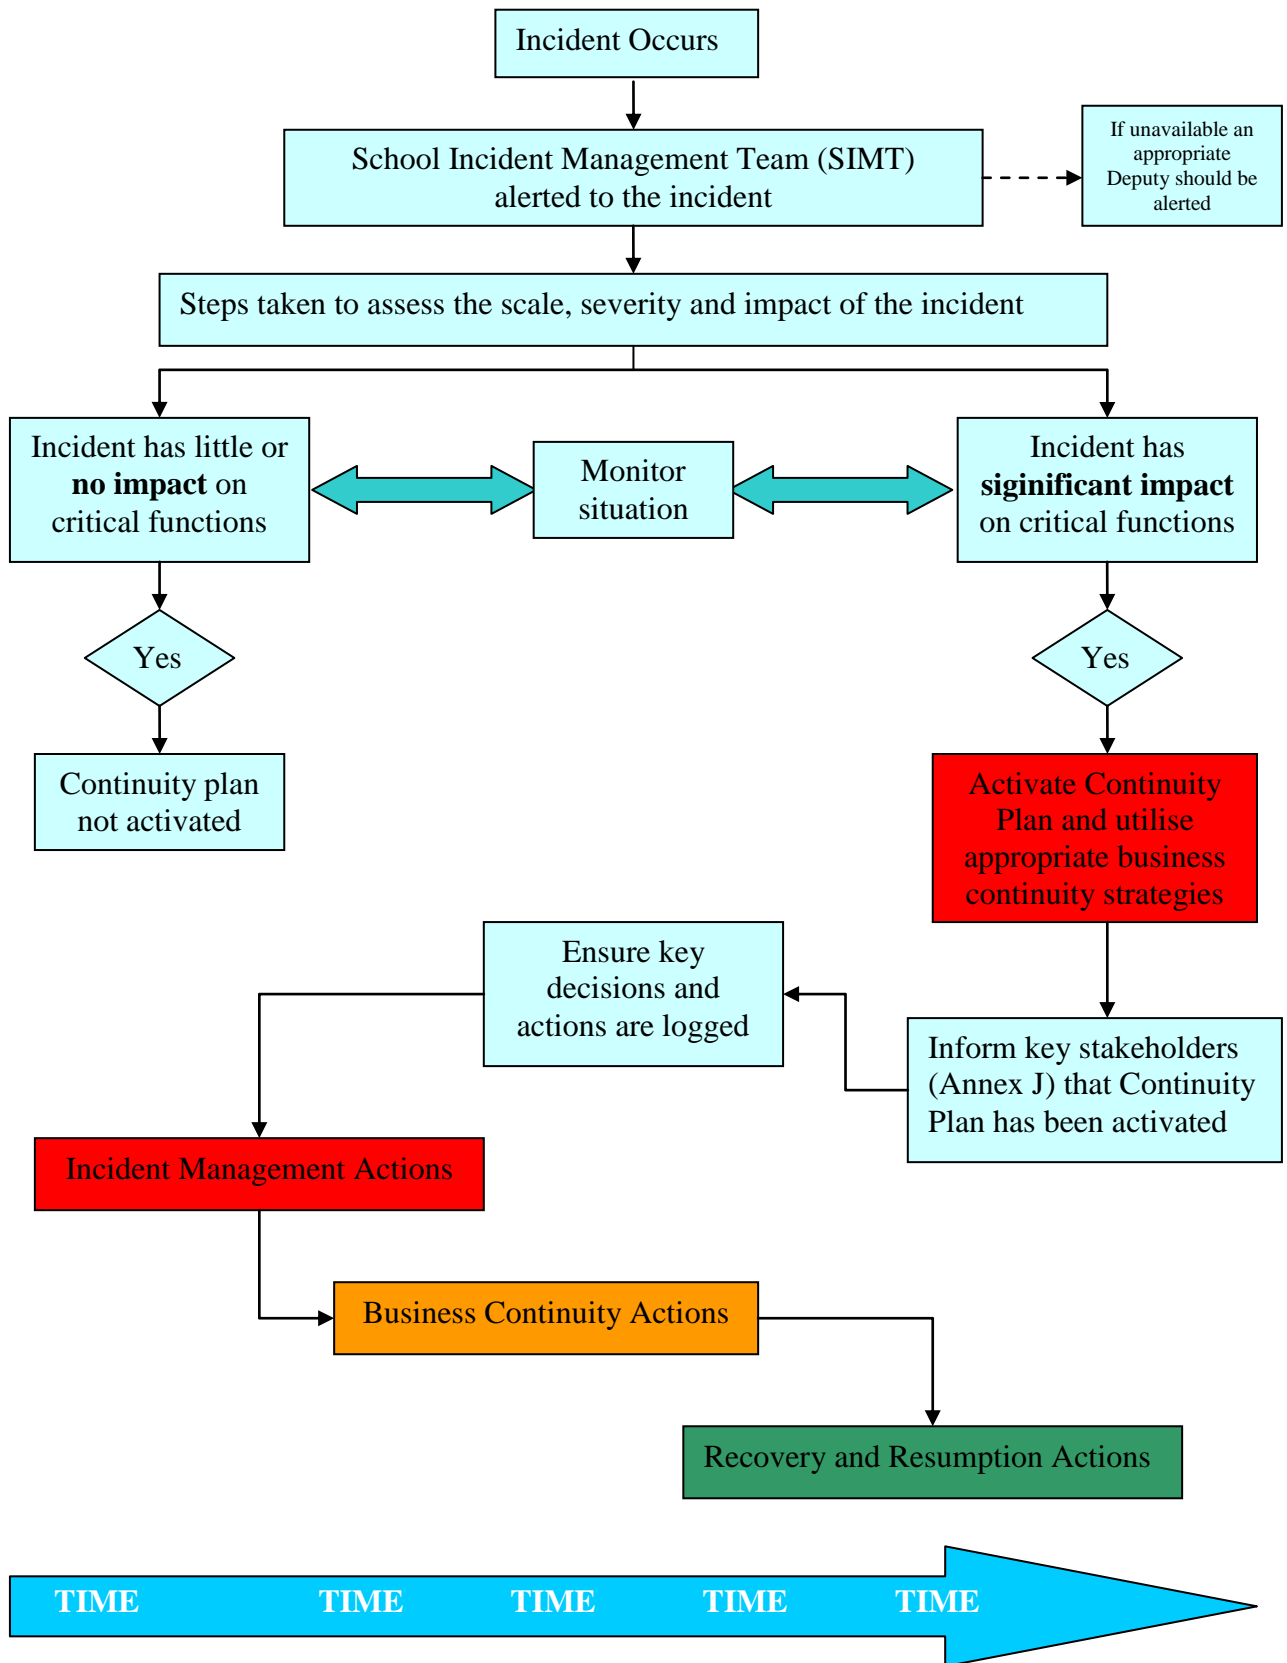 Incident Occurs
School Incident Management Team (SIMT)
alerted to the incident
If unavailable an
appropriate
Deputy should be
alerted
Steps taken to assess the scale, severity and impact of the incident
Incident has little or
no impact on
critical functions
Monitor
situation
Incident has
siginificant impact
on critical functions
Yes
Yes
Continuity plan
not activated
Activate Continuity
Plan and utilise
appropriate business
continuity strategies
Ensure key
decisions and
actions are logged
Inform key stakeholders
(Annex J) that Continuity
Plan has been activated
Incident Management Actions
Business Continuity Actions
Recovery and Resumption Actions
TIME TIME TIME TIME TIME